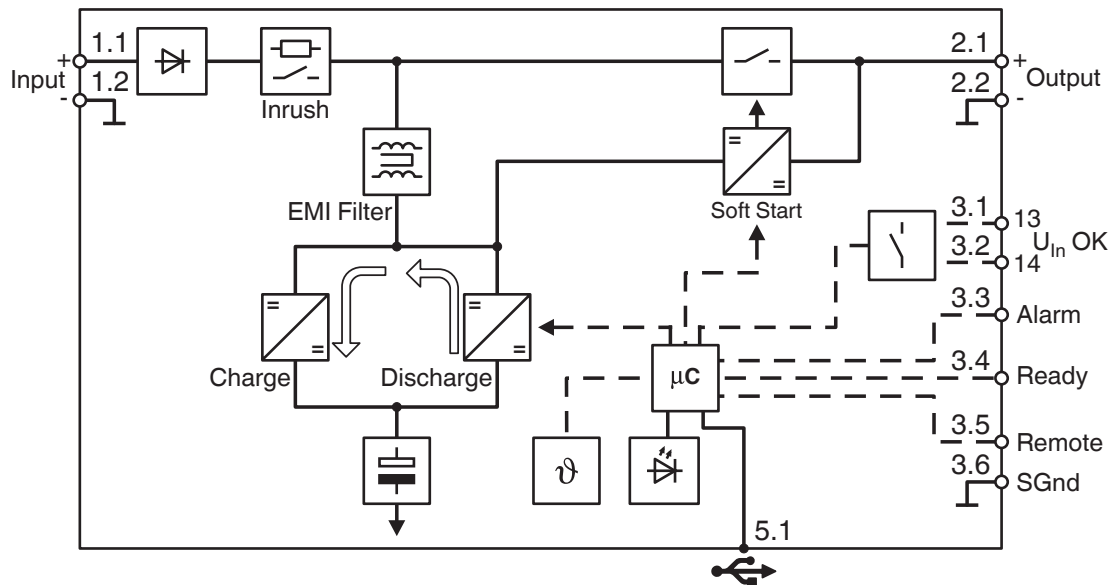 1.1
+
Input
1.2
-
Inrush
2.1
+
Output
2.2
-
EMI Filter
=
=
Soft Start
3.1
13
U_In OK
3.2
14
3.3
Alarm
=
=
Charge
=
=
Discharge
µC
3.4
Ready
3.5
Remote
ϑ
3.6
SGnd
5.1